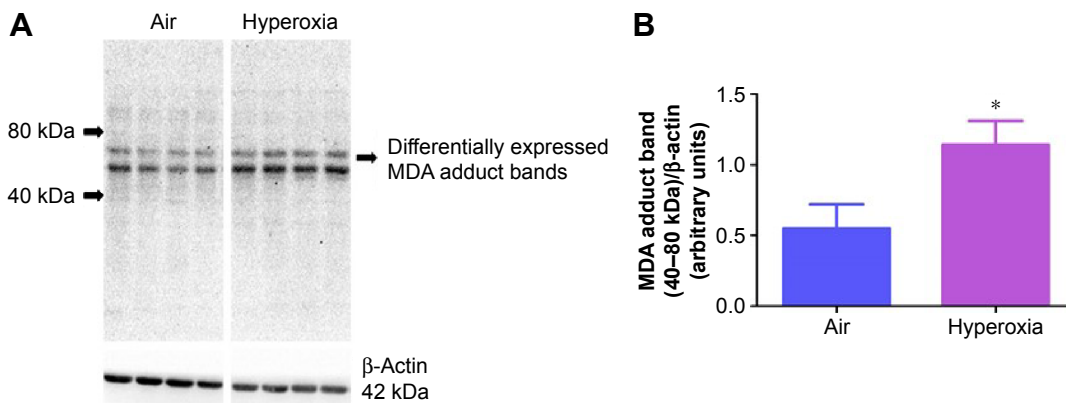 A
Air
Hyperoxia
80 kDa
40 kDa
Differentially expressed
MDA adduct bands
β-Actin
42 kDa
B
MDA adduct band
(40–80 kDa)/β-actin
(arbitrary units)
1.5
1.0
0.5
0.0
*
Air
Hyperoxia